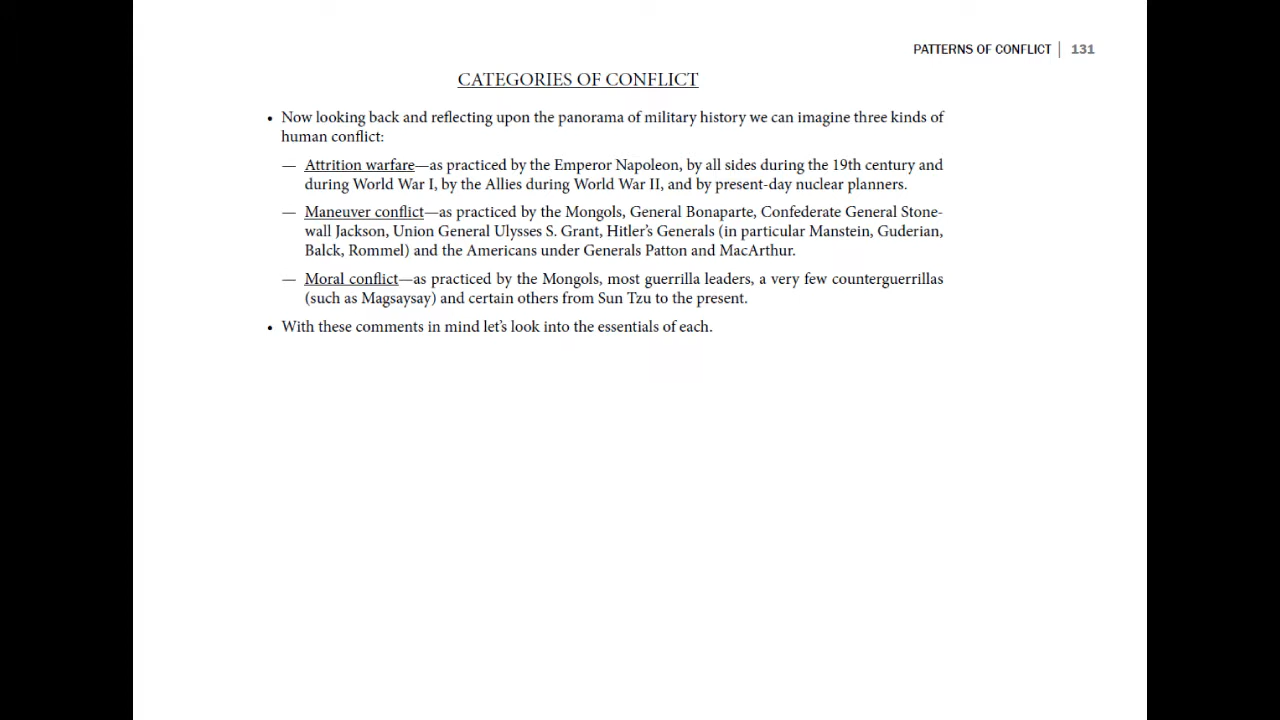 PATTERNS OF CONFLICT | 131
CATEGORIES OF CONFLICT
• Now looking back and reflecting upon the panorama of military history we can imagine three kinds of
human conflict:
— Attrition warfare—as practiced by the Emperor Napoleon, by all sides during the 19th century and
during World War I, by the Allies during World War II, and by present-day nuclear planners.
— Maneuver conflict—as practiced by the Mongols, General Bonaparte, Confederate General Stone-
wall Jackson, Union General Ulysses S. Grant, Hitler's Generals (in particular Manstein, Guderian,
Balck, Rommel) and the Americans under Generals Patton and MacArthur.
— Moral conflict—as practiced by the Mongols, most guerrilla leaders, a very few counterguerrillas
(such as Magsaysay) and certain others from Sun Tzu to the present.
• With these comments in mind let's look into the essentials of each.